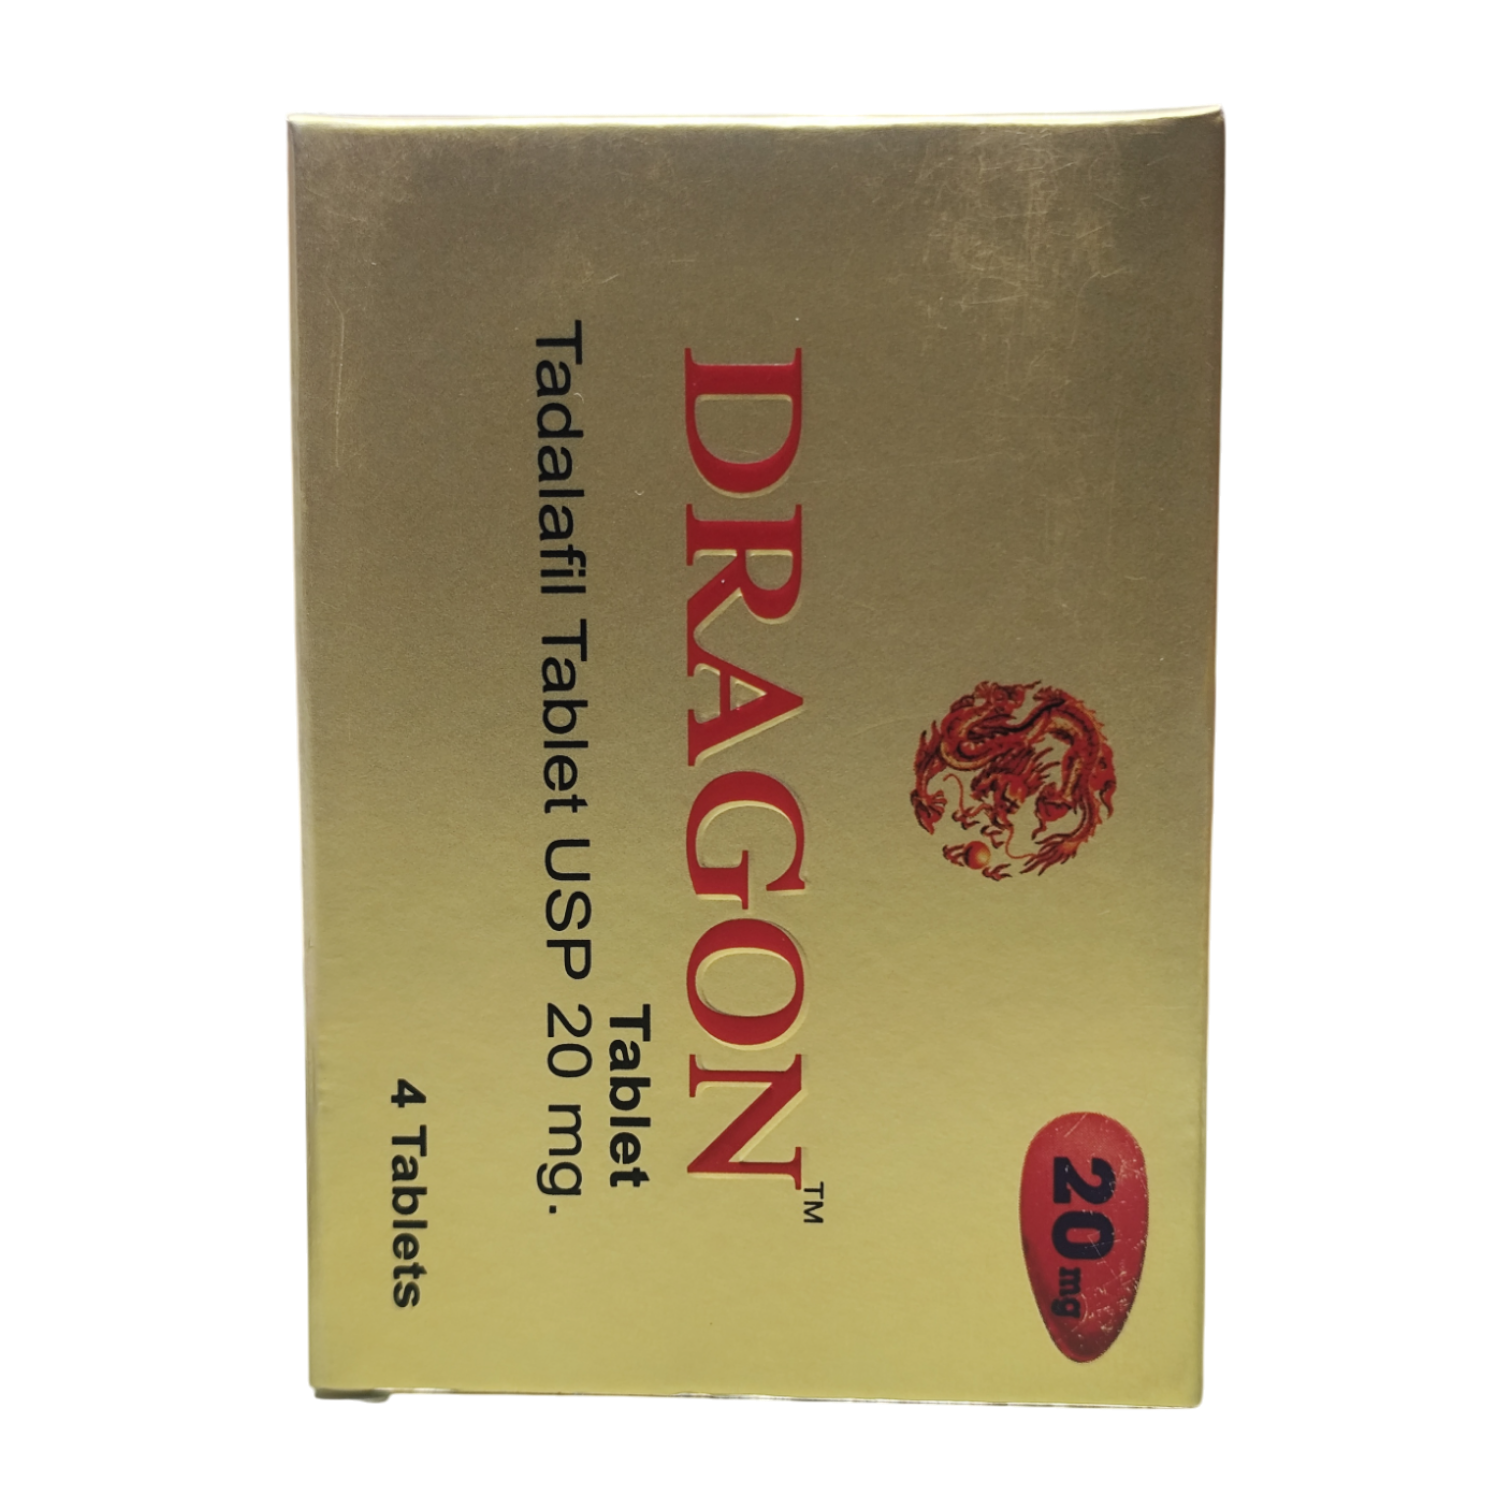 20 mg
DRAGON™
Tablet
Tadalafil Tablet USP 20 mg.
4 Tablets